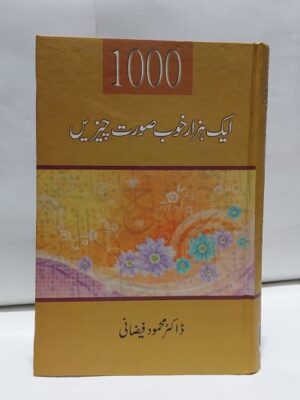 1000
ایک ہزار خوب صورت چیزیں
ڈاکٹر محمود فیضانی